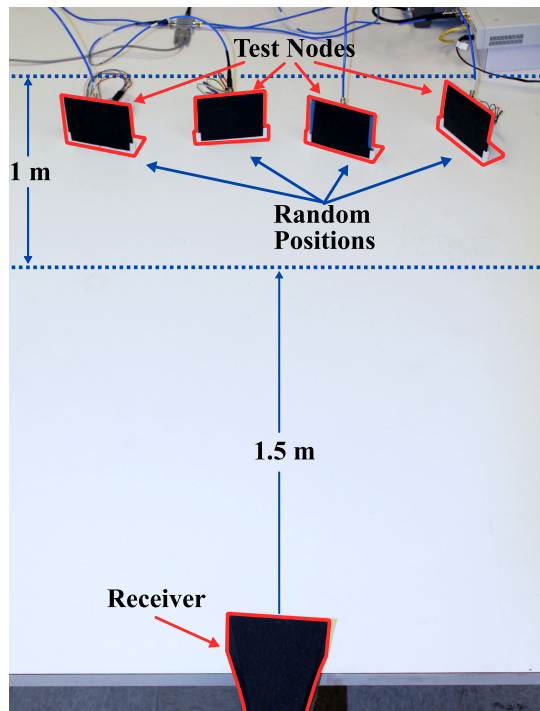 Test Nodes
1 m
Random
Positions
1.5 m
Receiver